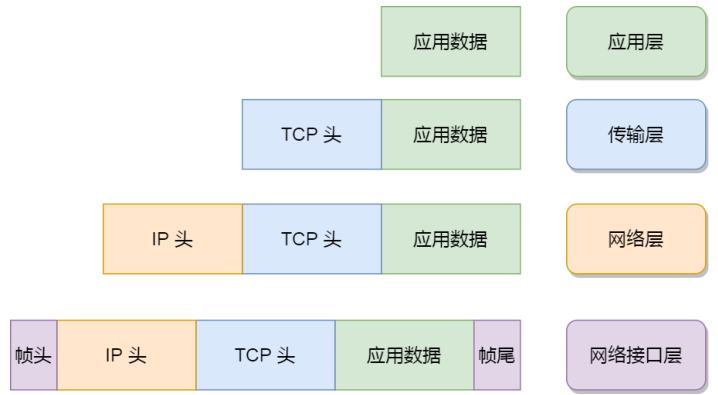 应用数据 应用层
TCP 头 应用数据 传输层
IP 头 TCP 头 应用数据 网络层
帧头 IP 头 TCP 头 应用数据 帧尾 网络接口层